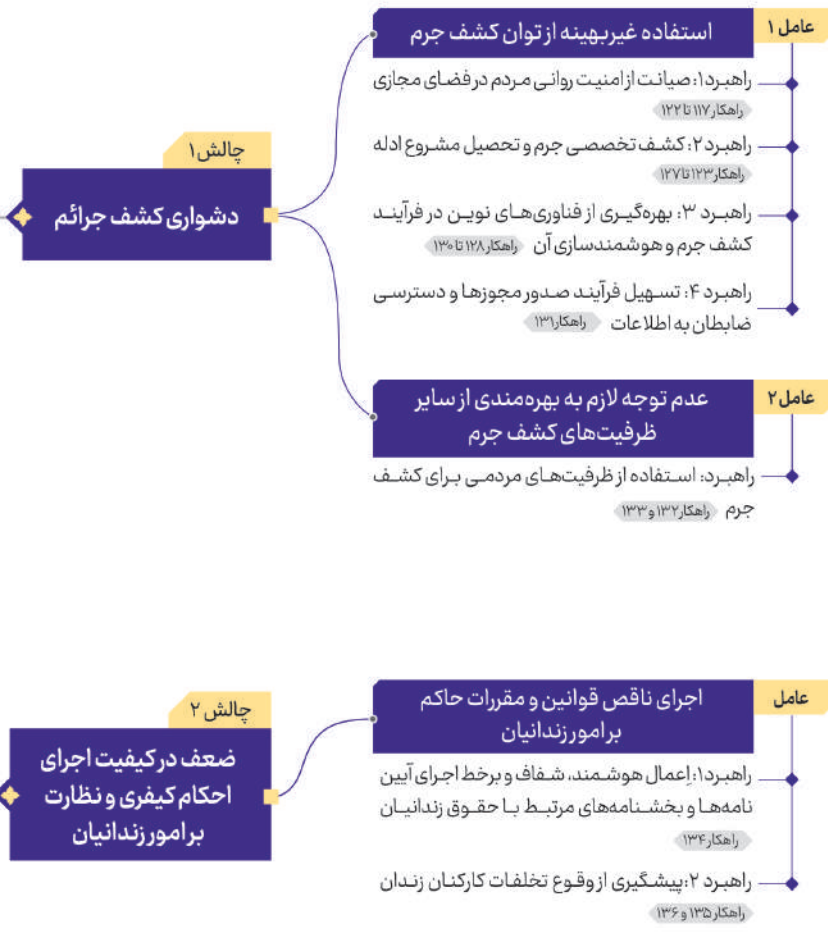 عامل ۱
استفاده غیربهینه از توان کشف جرم
راهبرد۱: صیانت از امنیت روانی مردم در فضای مجازی
راهکار ۱۱۷ تا ۱۲۲
راهبرد ۲: کشف تخصصی جرم و تحصیل مشروع ادله
راهکار ۱۲۳ تا ۱۲۷
راهبرد ۳: بهره‌گیری از فناوری‌های نوین در فرآیند
کشف جرم و هوشمندسازی آن راهکار ۱۲۸ تا ۱۳۰
راهبرد ۴: تسهیل فرآیند صدور مجوزها و دسترسی
ضابطان به اطلاعات راهکار ۱۳۱
چالش ۱
دشواری کشف جرائم
عامل ۲
عدم توجه لازم به بهره‌مندی از سایر
ظرفیت‌های کشف جرم
راهبرد: استفاده از ظرفیت‌های مردمی برای کشف
جرم راهکار ۱۳۲ و ۱۳۳
عامل
اجرای ناقص قوانین و مقررات حاکم
بر امور زندانیان
راهبرد۱: اِعمال هوشمند، شفاف و برخط اجرای آیین
نامه‌ها و بخشنامه‌های مرتبط با حقوق زندانیان
راهکار ۱۳۴
راهبرد ۲: پیشگیری از وقوع تخلفات کارکنان زندان
راهکار ۱۳۵ و ۱۳۶
چالش ۲
ضعف در کیفیت اجرای
احکام کیفری و نظارت
بر امور زندانیان